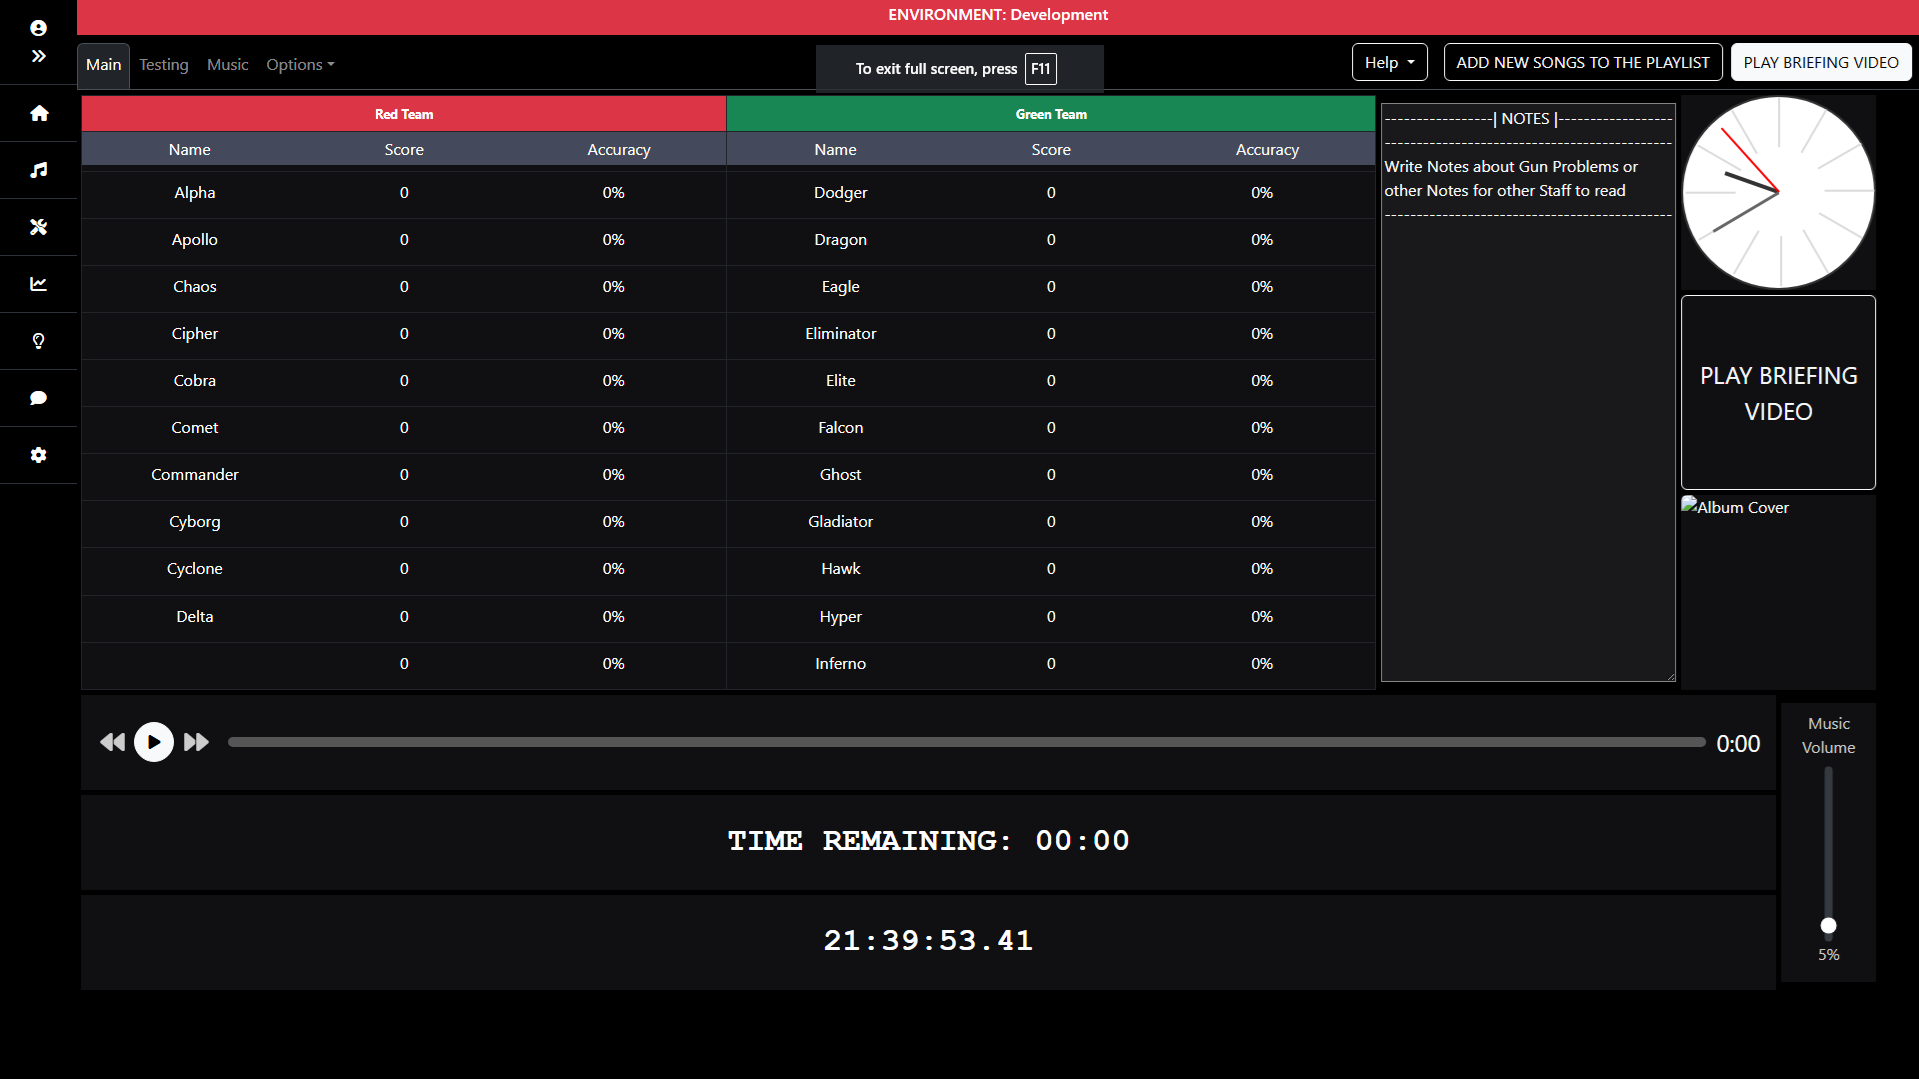 ENVIRONMENT: Development
Main Testing Music Options
To exit full screen, press F11
Help ADD NEW SONGS TO THE PLAYLIST PLAY BRIEFING VIDEO
Red Team Green Team
Name Score Accuracy Name Score Accuracy
Alpha 0 0% Dodger 0 0%
Apollo 0 0% Dragon 0 0%
Chaos 0 0% Eagle 0 0%
Cipher 0 0% Eliminator 0 0%
Cobra 0 0% Elite 0 0%
Comet 0 0% Falcon 0 0%
Commander 0 0% Ghost 0 0%
Cyborg 0 0% Gladiator 0 0%
Cyclone 0 0% Hawk 0 0%
Delta 0 0% Hyper 0 0%
0 0% Inferno 0 0%
-----------------| NOTES |------------------
---------------------------------------------
Write Notes about Gun Problems or
other Notes for other Staff to read
---------------------------------------------
PLAY BRIEFING
VIDEO
Album Cover
0:00
Music
Volume
5%
TIME REMAINING: 00:00
21:39:53.41